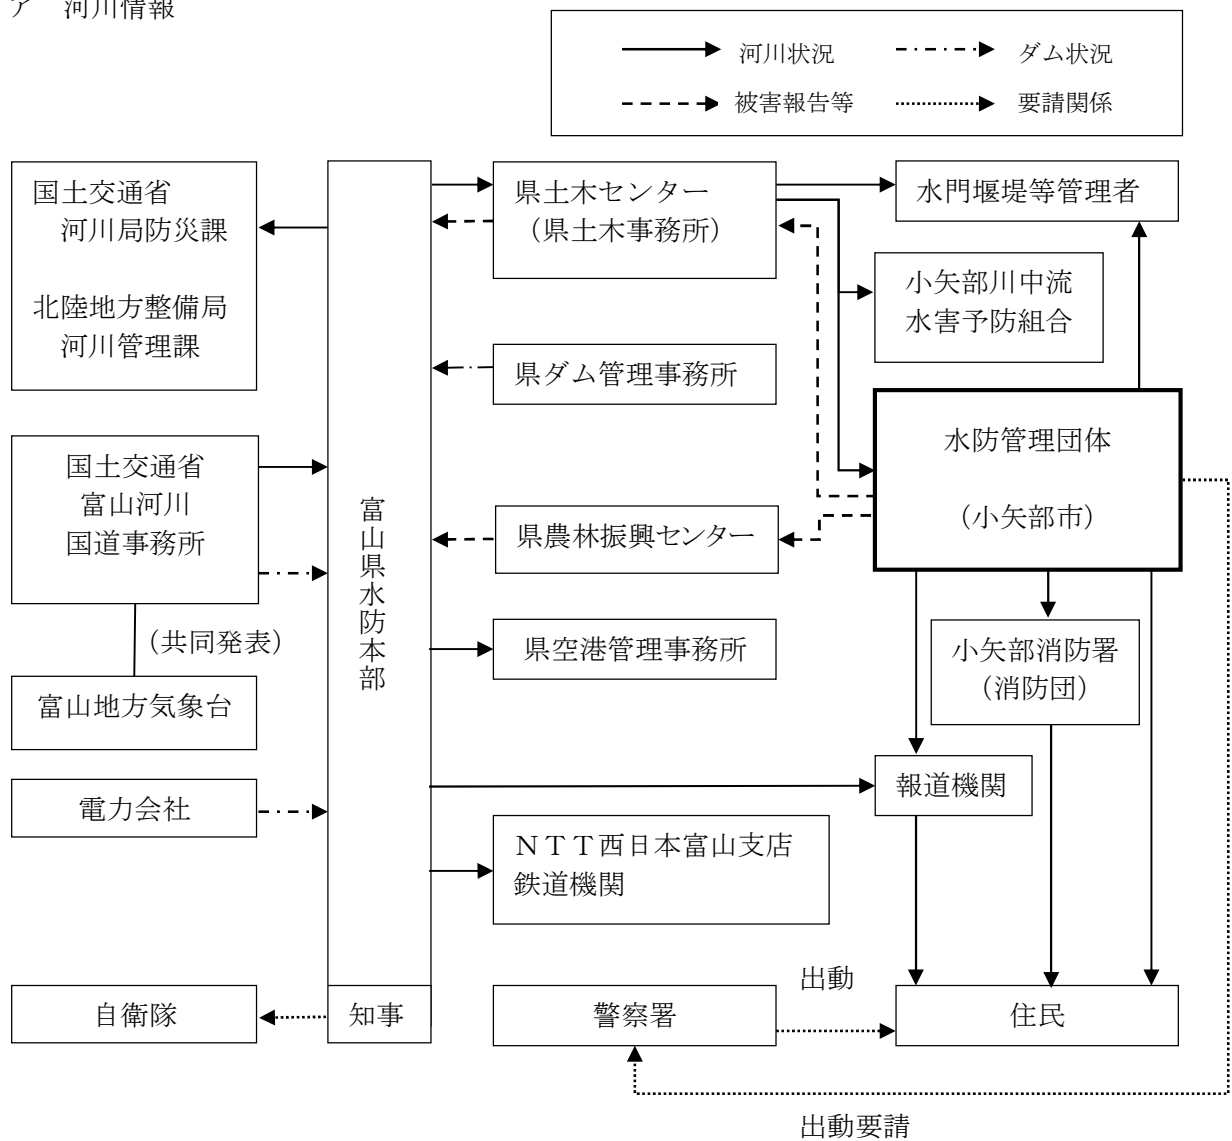 ア　河川情報
河川状況
ダム状況
被害報告等
要請関係
国土交通省
河川局防災課
北陸地方整備局
河川管理課
県土木センター
（県土木事務所）
水門堰堤等管理者
小矢部川中流
水害予防組合
県ダム管理事務所
水防管理団体
（小矢部市）
国土交通省
富山河川
国道事務所
富山県水防本部
県農林振興センター
（共同発表）
県空港管理事務所
小矢部消防署
（消防団）
富山地方気象台
報道機関
電力会社
ＮＴＴ西日本富山支店
鉄道機関
出動
自衛隊
知事
警察署
住民
出動要請